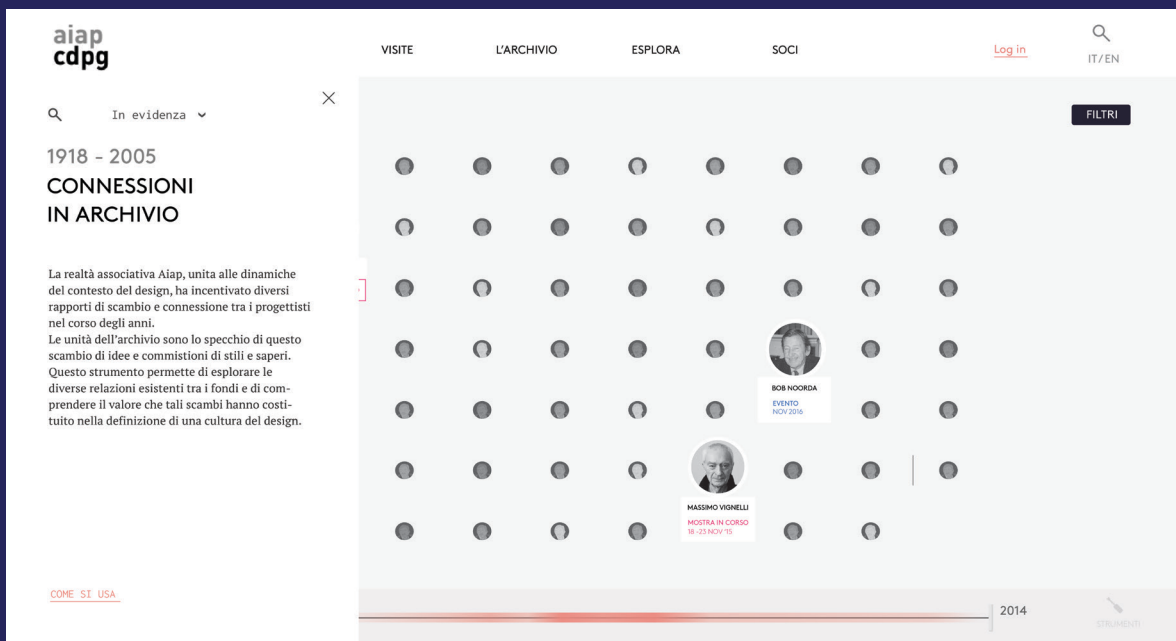 aiap
cdpg
VISITE
L'ARCHIVIO
ESPLORA
SOCI
Log in
IT/EN
In evidenza
1918 - 2005
CONNESSIONI
IN ARCHIVIO
La realtà associativa Aiap, unita alle dinamiche
del contesto del design, ha incentivato diversi
rapporti di scambio e connessione tra i progettisti
nel corso degli anni.
Le unità dell'archivio sono lo specchio di questo
scambio di idee e commistioni di stili e saperi.
Questo strumento permette di esplorare le
diverse relazioni esistenti tra i fondi e di com-
prendere il valore che tali scambi hanno costi-
tuito nella definizione di una cultura del design.
COME SI USA
FILTRI
BOB NOORDA
EVENTO
NOV 2016
MASSIMO VIGNELLI
MOSTRA IN CORSO
18 -23 NOV '15
2014
STRUMENTI